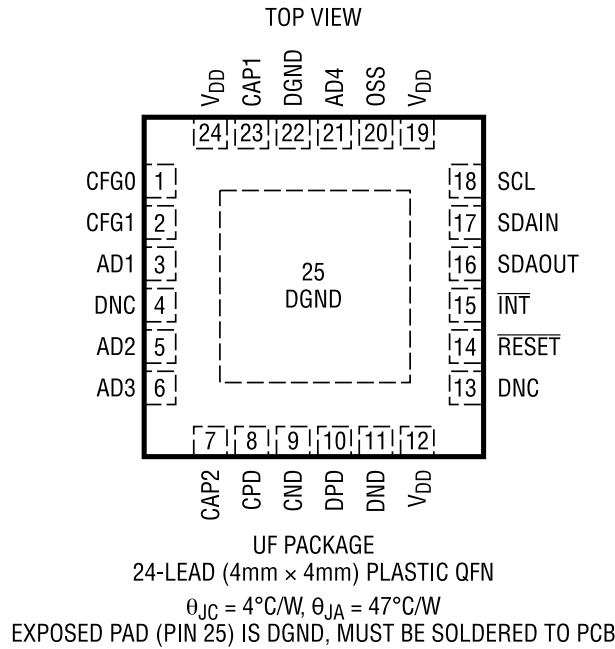 TOP VIEW
VDD CAP1 DGND AD4 OSS VDD
24 23 22 21 20 19
CFG0 1 18 SCL
CFG1 2 17 SDAIN
AD1 3 16 SDAOUT
25
DGND
DNC 4 15 I̅N̅T̅
AD2 5 14 R̅E̅S̅E̅T̅
AD3 6 13 DNC
7 8 9 10 11 12
CAP2 CPD CND DPD DND VDD
UF PACKAGE
24-LEAD (4mm × 4mm) PLASTIC QFN
θJC = 4°C/W, θJA = 47°C/W
EXPOSED PAD (PIN 25) IS DGND, MUST BE SOLDERED TO PCB